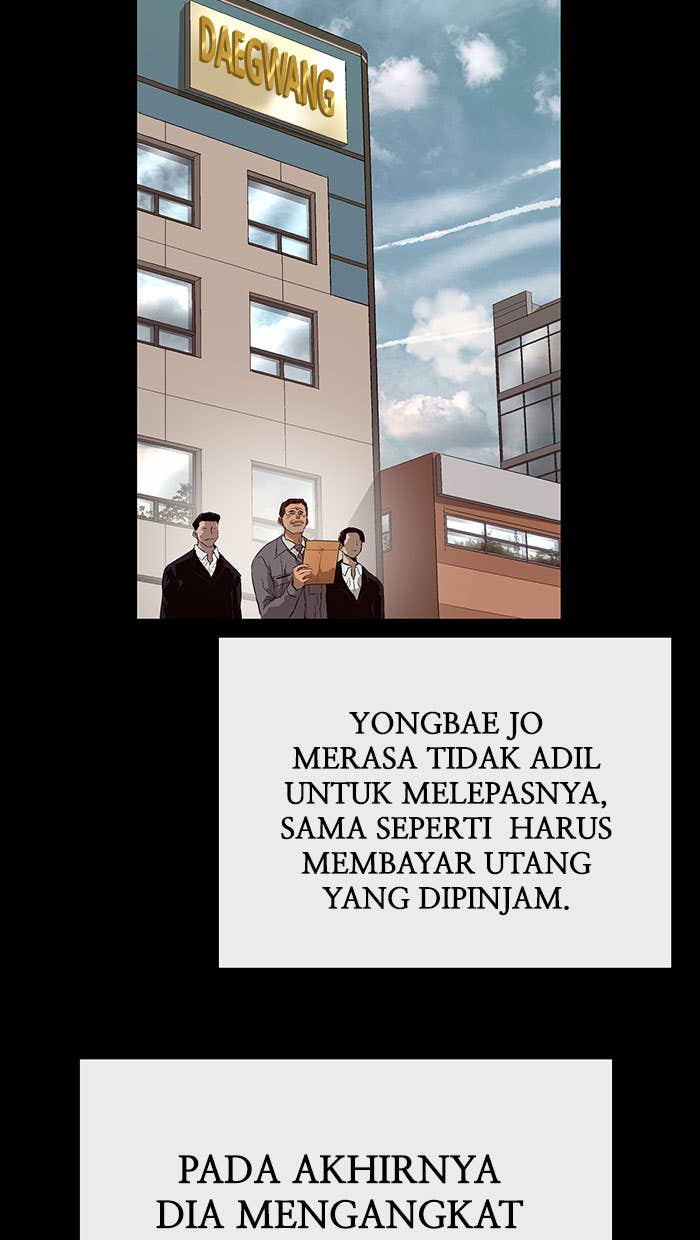 DAEGWANG
YONGBAE JO
MERASA TIDAK ADIL
UNTUK MELEPASNYA,
SAMA SEPERTI HARUS
MEMBAYAR UTANG
YANG DIPINJAM.
PADA AKHIRNYA
DIA MENGANGKAT